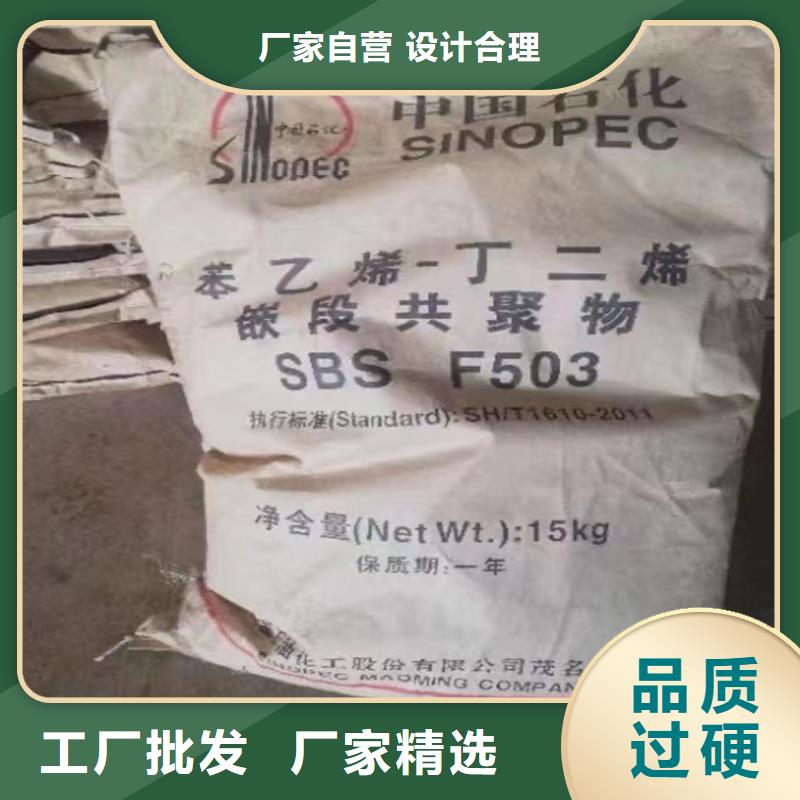 厂家自营 设计合理
中国石化
SINOPEC
中国石化
SINOPEC
苯乙烯-丁二烯
嵌段共聚物
SBS F503
执行标准(Standard):SH/T1610-2011
净含量(Net Wt.):15kg
保质期:一年
化工股份有限公司茂名
SINOPEC MAOMING COMPAN
工厂批发 厂家精选
品质
过硬